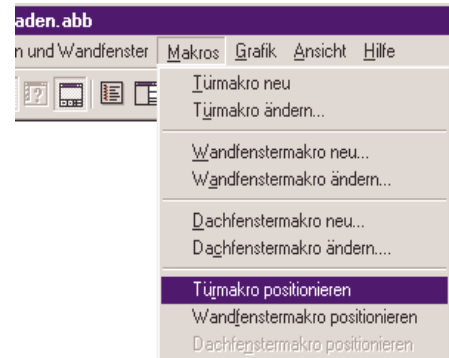 aden.abb
n und Wandfenster Makros Grafik Ansicht Hilfe
Türmakro neu
Türmakro ändern...
Wandfenstermakro neu...
Wandfenstermakro ändern...
Dachfenstermakro neu...
Dachfenstermakro ändern....
Türmakro positionieren
Wandfenstermakro positionieren
Dachfenstermakro positionieren